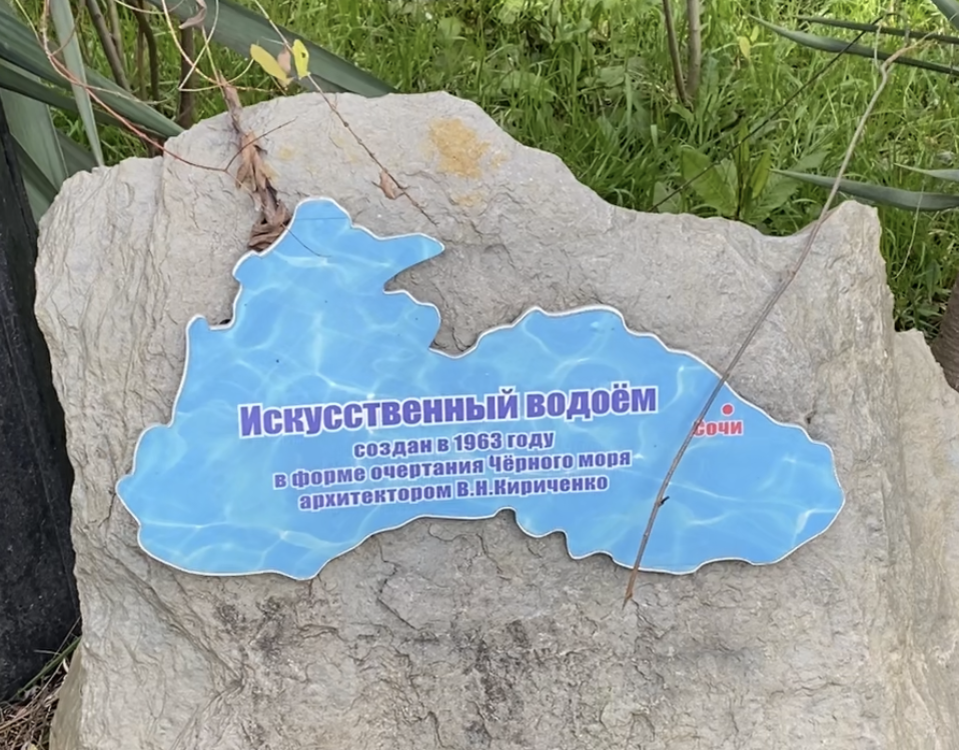 Искусственный водоём
создан в 1963 году
в форме очертания Чёрного моря
архитектором В.Н.Кириченко
сочи